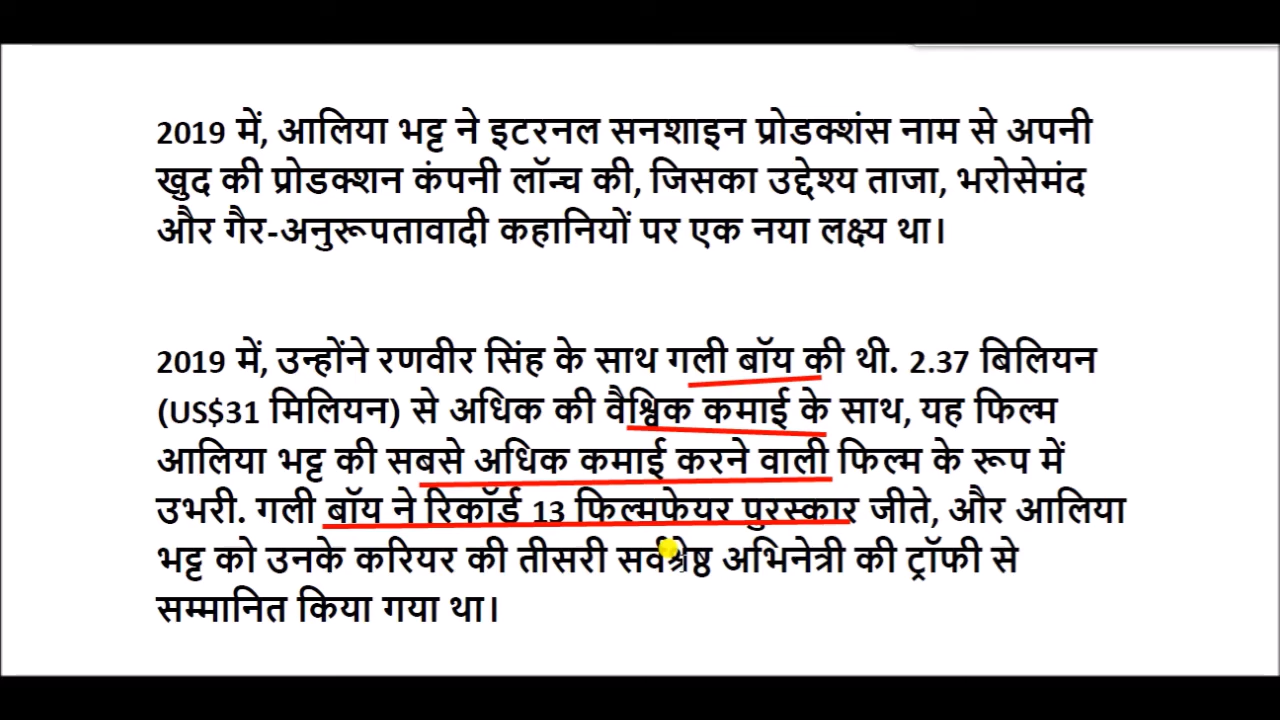 2019 में, आलिया भट्ट ने इटरनल सनशाइन प्रोडक्शंस नाम से अपनी
खुद की प्रोडक्शन कंपनी लॉन्च की, जिसका उद्देश्य ताजा, भरोसेमंद
और गैर-अनुरूपतावादी कहानियों पर एक नया लक्ष्य था।
2019 में, उन्होंने रणवीर सिंह के साथ गली बॉय की थी. 2.37 बिलियन
(US$31 मिलियन) से अधिक की वैश्विक कमाई के साथ, यह फिल्म
आलिया भट्ट की सबसे अधिक कमाई करने वाली फिल्म के रूप में
उभरी. गली बॉय ने रिकॉर्ड 13 फिल्मफेयर पुरस्कार जीते, और आलिया
भट्ट को उनके करियर की तीसरी सर्वश्रेष्ठ अभिनेत्री की ट्रॉफी से
सम्मानित किया गया था।